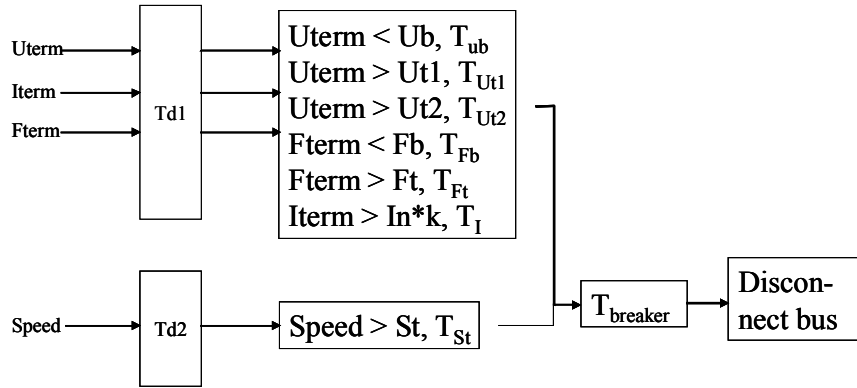 Uterm
Iterm
Fterm
Td1
Uterm < Ub, Tub
Uterm > Ut1, TUt1
Uterm > Ut2, TUt2
Fterm < Fb, TFb
Fterm > Ft, TFt
Iterm > In*k, TI
Speed
Td2
Speed > St, TSt
Tbreaker
Discon-
nect bus